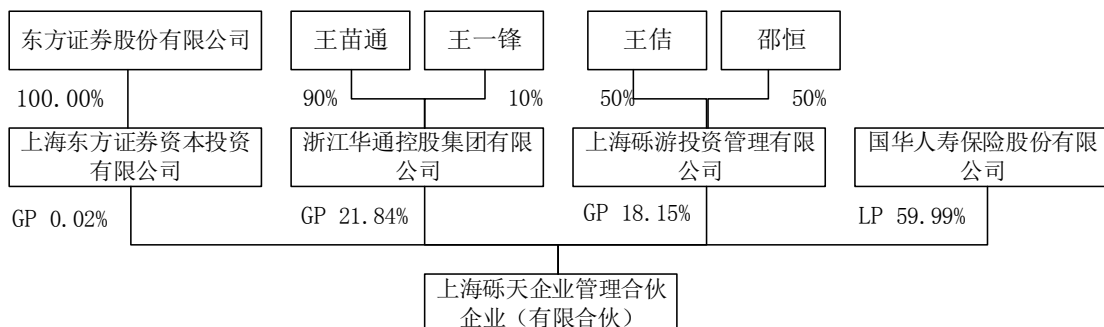 东方证券股份有限公司
王苗通
王一锋
王佶
邵恒
100.00%
90%
10%
50%
50%
上海东方证券资本投资
有限公司
浙江华通控股集团有限
公司
上海砾游投资管理有限
公司
国华人寿保险股份有限
公司
GP 0.02%
GP 21.84%
GP 18.15%
LP 59.99%
上海砾天企业管理合伙
企业（有限合伙）